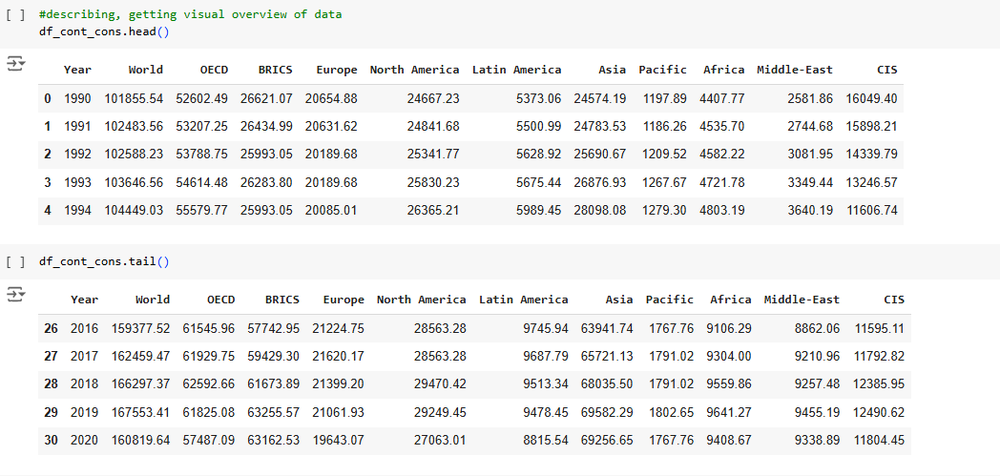 [ ] #describing, getting visual overview of data
df_cont_cons.head()
Year World OECD BRICS Europe North America Latin America Asia Pacific Africa Middle-East CIS
0 1990 101855.54 52602.49 26621.07 20654.88 24667.23 5373.06 24574.19 1197.89 4407.77 2581.86 16049.40
1 1991 102483.56 53207.25 26434.99 20631.62 24841.68 5500.99 24783.53 1186.26 4535.70 2744.68 15898.21
2 1992 102588.23 53788.75 25993.05 20189.68 25341.77 5628.92 25690.67 1209.52 4582.22 3081.95 14339.79
3 1993 103646.56 54614.48 26283.80 20189.68 25830.23 5675.44 26876.93 1267.67 4721.78 3349.44 13246.57
4 1994 104449.03 55579.77 25993.05 20085.01 26365.21 5989.45 28098.08 1279.30 4803.19 3640.19 11606.74
[ ] df_cont_cons.tail()
Year World OECD BRICS Europe North America Latin America Asia Pacific Africa Middle-East CIS
26 2016 159377.52 61545.96 57742.95 21224.75 28563.28 9745.94 63941.74 1767.76 9106.29 8862.06 11595.11
27 2017 162459.47 61929.75 59429.30 21620.17 28563.28 9687.79 65721.13 1791.02 9304.00 9210.96 11792.82
28 2018 166297.37 62592.66 61673.89 21399.20 29470.42 9513.34 68035.50 1791.02 9559.86 9257.48 12385.95
29 2019 167553.41 61825.08 63255.57 21061.93 29249.45 9478.45 69582.29 1802.65 9641.27 9455.19 12490.62
30 2020 160819.64 57487.09 63162.53 19643.07 27063.01 8815.54 69256.65 1767.76 9408.67 9338.89 11804.45